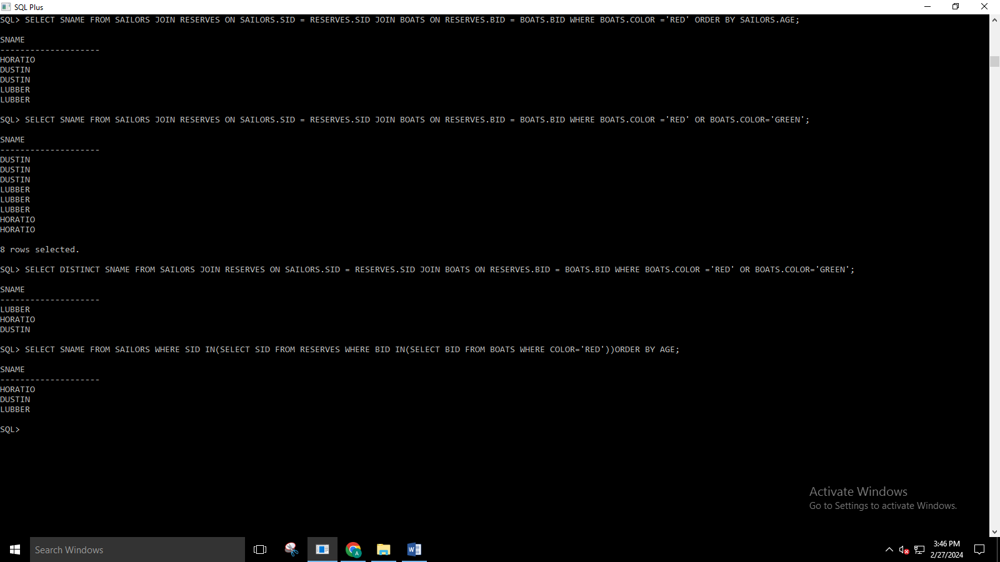 SQL Plus
SQL> SELECT SNAME FROM SAILORS JOIN RESERVES ON SAILORS.SID = RESERVES.SID JOIN BOATS ON RESERVES.BID = BOATS.BID WHERE BOATS.COLOR ='RED' ORDER BY SAILORS.AGE;
SNAME
--------------------
HORATIO
DUSTIN
DUSTIN
LUBBER
LUBBER
SQL> SELECT SNAME FROM SAILORS JOIN RESERVES ON SAILORS.SID = RESERVES.SID JOIN BOATS ON RESERVES.BID = BOATS.BID WHERE BOATS.COLOR ='RED' OR BOATS.COLOR='GREEN';
SNAME
--------------------
DUSTIN
DUSTIN
DUSTIN
LUBBER
LUBBER
LUBBER
HORATIO
HORATIO
8 rows selected.
SQL> SELECT DISTINCT SNAME FROM SAILORS JOIN RESERVES ON SAILORS.SID = RESERVES.SID JOIN BOATS ON RESERVES.BID = BOATS.BID WHERE BOATS.COLOR ='RED' OR BOATS.COLOR='GREEN';
SNAME
--------------------
LUBBER
HORATIO
DUSTIN
SQL> SELECT SNAME FROM SAILORS WHERE SID IN(SELECT SID FROM RESERVES WHERE BID IN(SELECT BID FROM BOATS WHERE COLOR='RED'))ORDER BY AGE;
SNAME
--------------------
HORATIO
DUSTIN
LUBBER
SQL>
Activate Windows
Go to Settings to activate Windows.
Search Windows
A
W
3:46 PM
2/27/2024